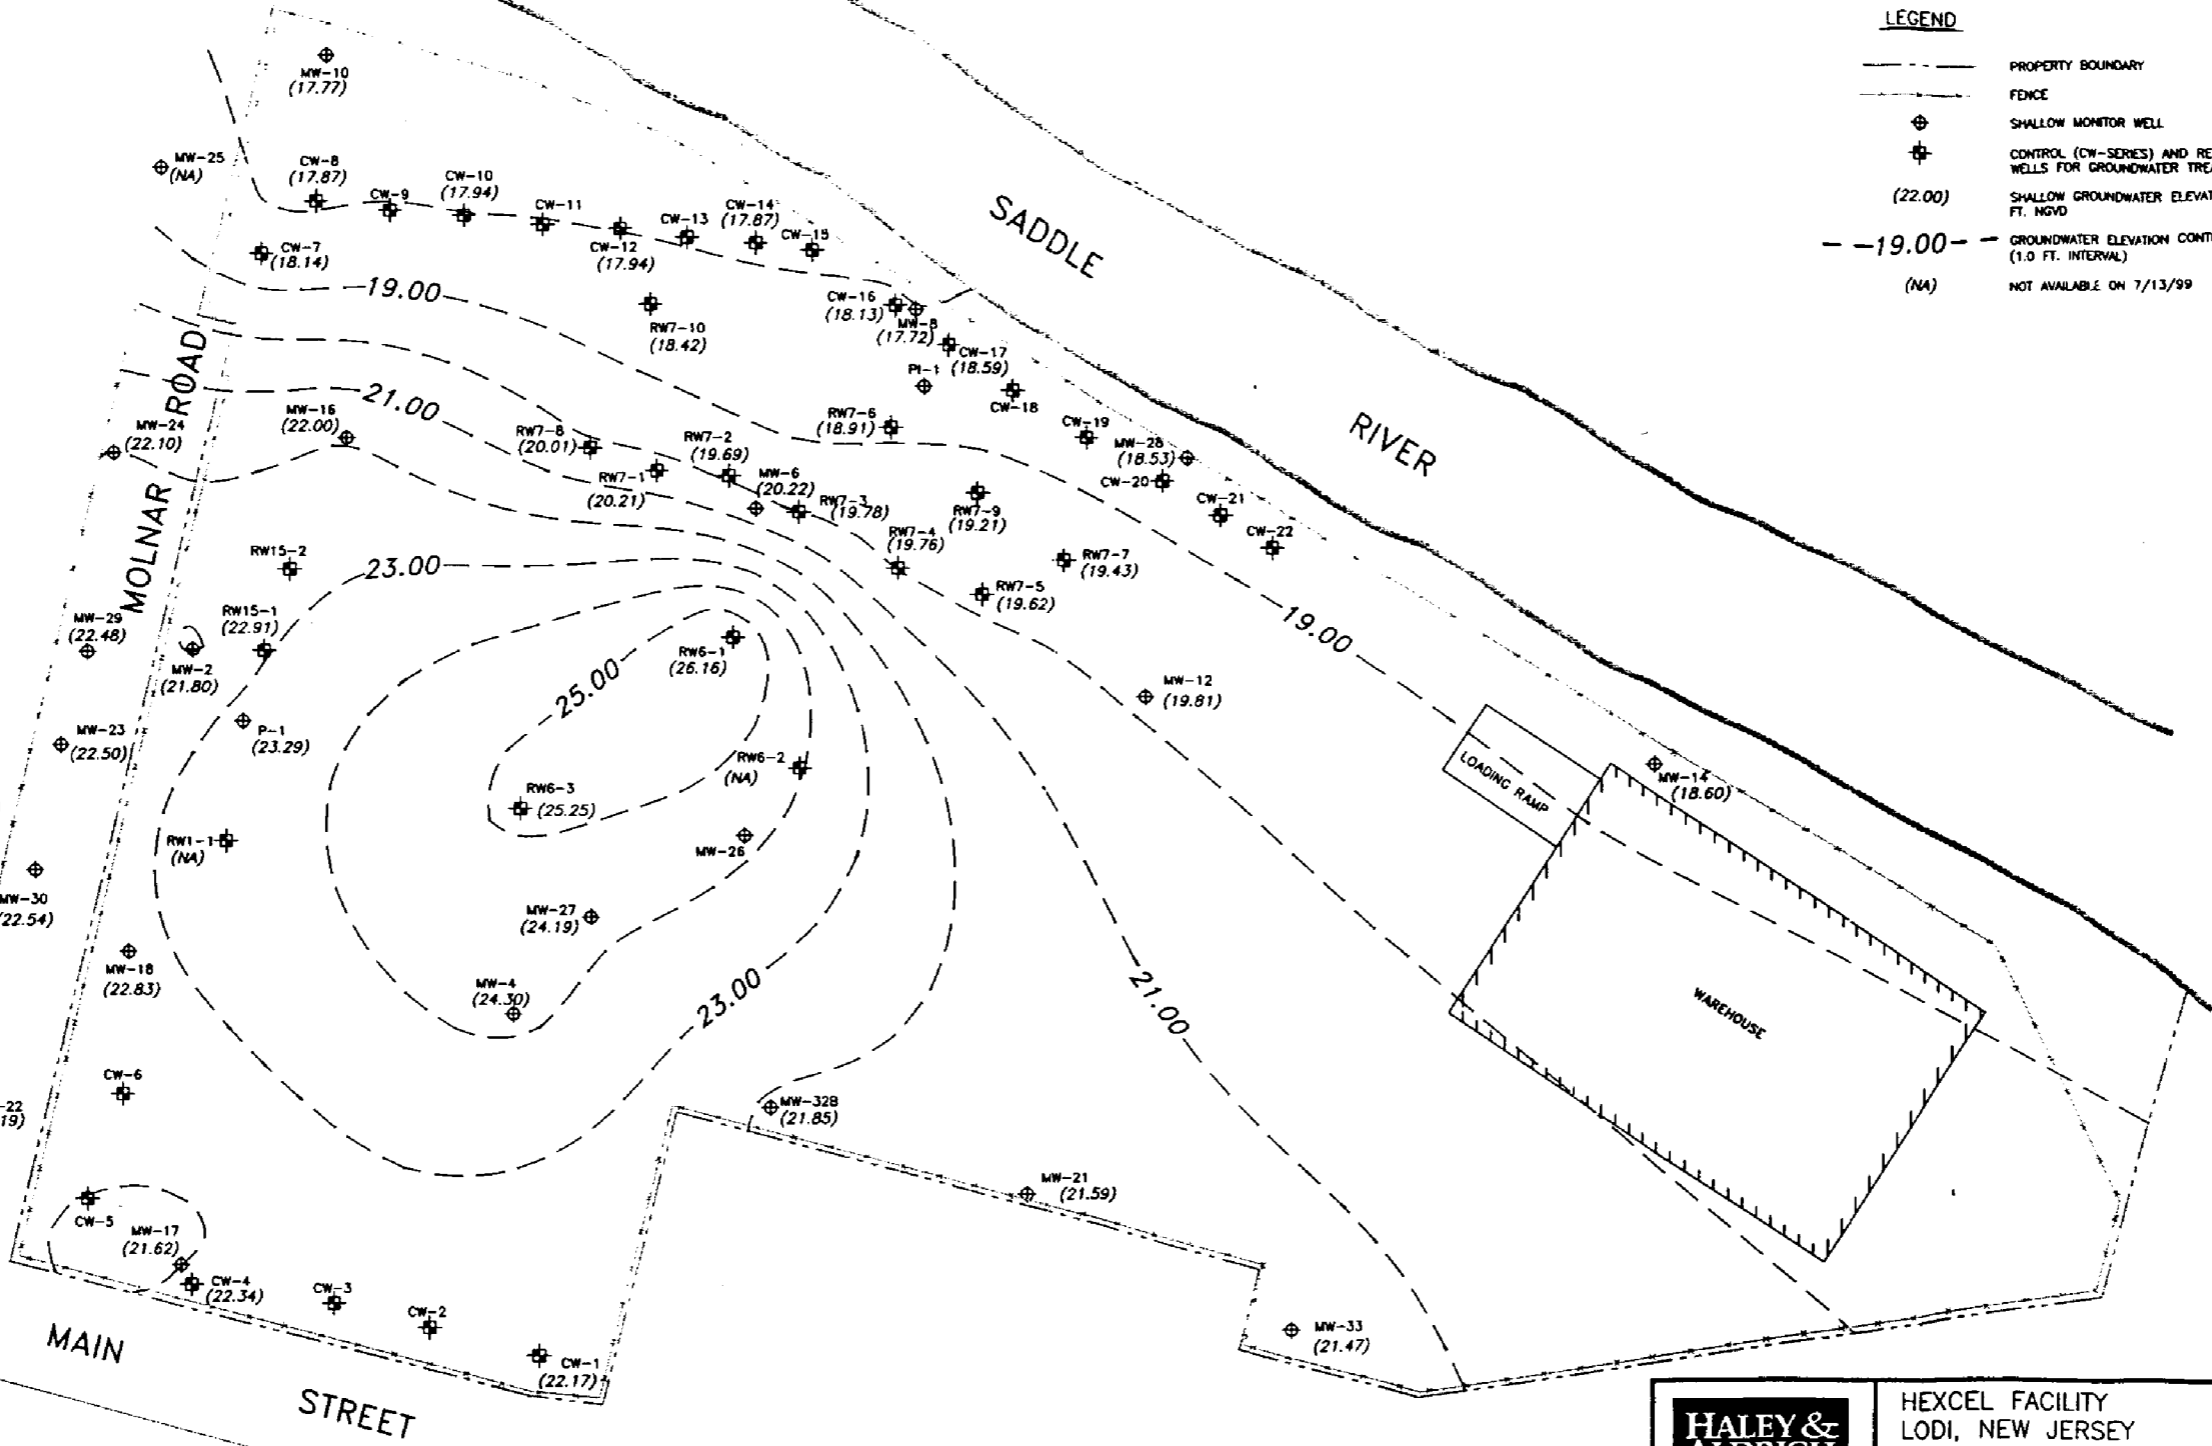 LEGEND
PROPERTY BOUNDARY
FENCE
SHALLOW MONITOR WELL
CONTROL (CW-SERIES) AND
WELLS FOR GROUNDWATER
(22.00)
SHALLOW GROUNDWATER
FT. NGVD
19.00
GROUNDWATER ELEVATION
(1.0 FT. INTERVAL)
(NA)
NOT AVAILABLE ON 7/13/99
MW-10
(17.77)
MW-25
(NA)
CW-8
(17.87)
CW-9
CW-10
(17.94)
CW-11
CW-12
(17.94)
CW-13
CW-14
(17.87)
CW-15
CW-7
(18.14)
19.00
RW7-10
(18.42)
CW-16
(18.13)
MW-8
(17.72)
CW-17
(18.59)
PI-1
CW-18
SADDLE
RIVER
MOLNAR ROAD
21.00
MW-24
(22.10)
MW-16
(22.00)
RW7-8
(20.01)
RW7-1
(20.21)
RW7-2
(19.69)
MW-6
(20.22)
RW7-3
(19.78)
RW7-6
(18.91)
RW7-4
(19.76)
RW7-9
(19.21)
CW-19
MW-28
(18.53)
CW-20
CW-21
CW-22
RW7-7
(19.43)
RW7-5
(19.62)
RW15-2
23.00
RW15-1
(22.91)
MW-29
(22.48)
MW-2
(21.80)
RW6-1
(26.16)
25.00
19.00
MW-12
(19.81)
P-1
(23.29)
MW-23
(22.50)
RW6-2
(NA)
RW6-3
(25.25)
LOADING RAMP
MW-14
(18.60)
RW1-1
(NA)
MW-26
MW-30
(22.54)
MW-27
(24.19)
MW-18
(22.83)
MW-4
(24.30)
23.00
21.00
WAREHOUSE
CW-6
-22
19)
MW-32B
(21.85)
CW-5
MW-17
(21.62)
MW-21
(21.59)
CW-4
(22.34)
CW-3
CW-2
CW-1
(22.17)
MW-33
(21.47)
MAIN
STREET
HALEY &
ALDRICH
HEXCEL FACILITY
LODI, NEW JERSEY